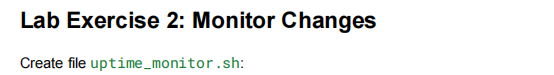 Lab Exercise 2: Monitor Changes
Create file uptime_monitor.sh: